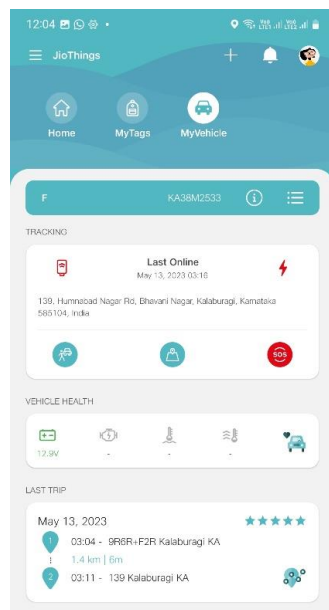 12:04
JioThings
Home MyTags MyVehicle
F KA38M2533
TRACKING
Last Online
May 13, 2023 03:16
139, Humnabad Nagar Rd, Bhavani Nagar, Kalaburagi, Karnataka
585104, India
SOS
VEHICLE HEALTH
12.9V - - -
LAST TRIP
May 13, 2023
1 03:04 - 9R6R+F2R Kalaburagi KA
1.4 km | 6m
2 03:11 - 139 Kalaburagi KA